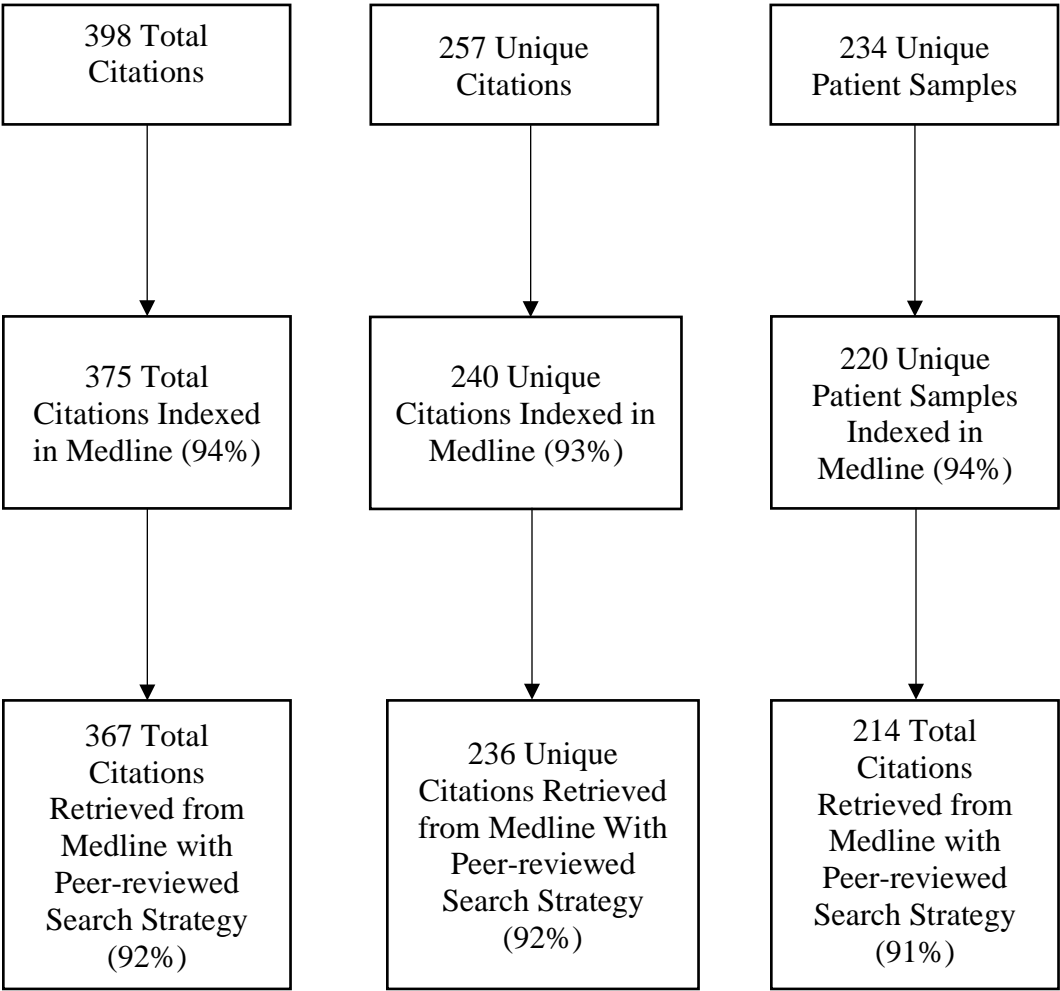 398 Total
Citations
257 Unique
Citations
234 Unique
Patient Samples
375 Total
Citations Indexed
in Medline (94%)
240 Unique
Citations Indexed in
Medline (93%)
220 Unique
Patient Samples
Indexed in
Medline (94%)
367 Total
Citations
Retrieved from
Medline with
Peer-reviewed
Search Strategy
(92%)
236 Unique
Citations Retrieved
from Medline With
Peer-reviewed
Search Strategy
(92%)
214 Total
Citations
Retrieved from
Medline with
Peer-reviewed
Search Strategy
(91%)